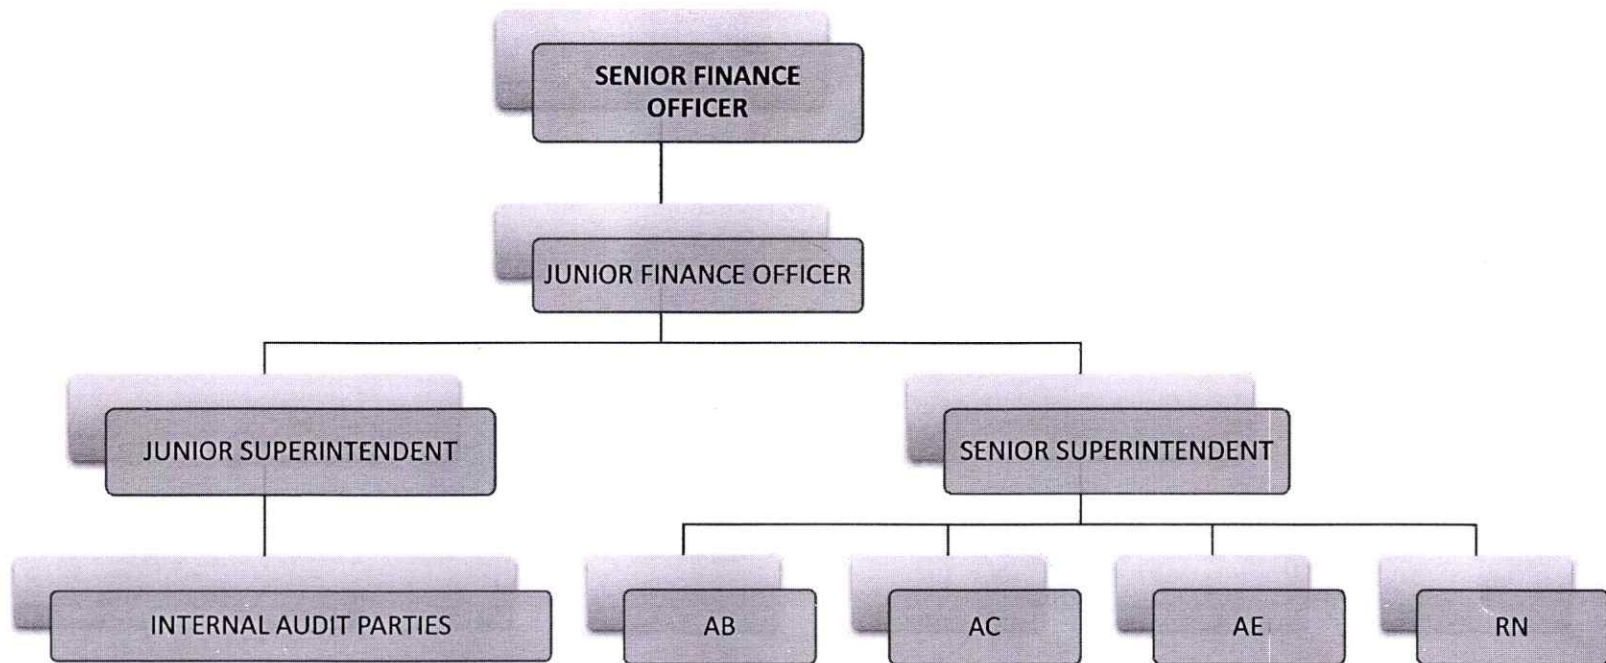 SENIOR FINANCE
OFFICER
JUNIOR FINANCE OFFICER
JUNIOR SUPERINTENDENT
SENIOR SUPERINTENDENT
INTERNAL AUDIT PARTIES
AB
AC
AE
RN